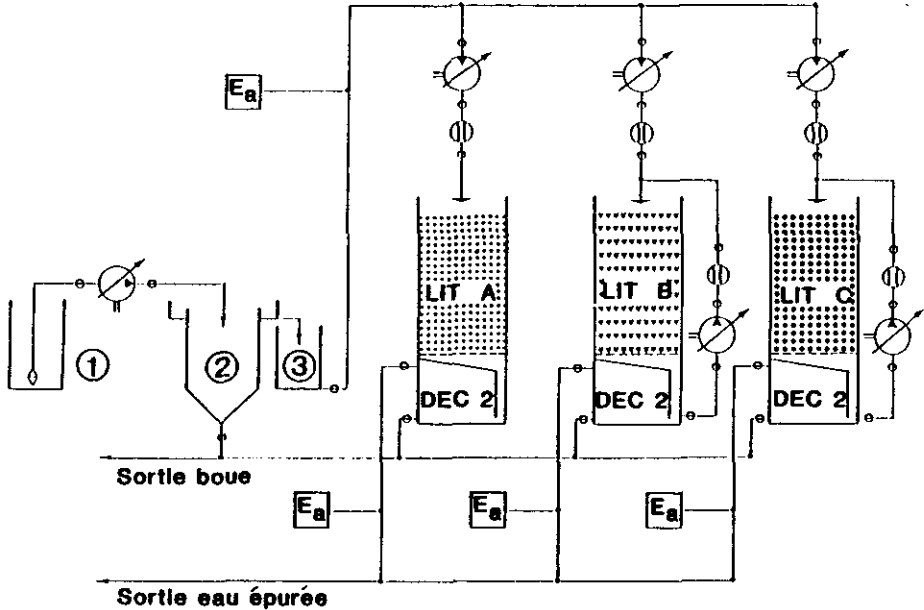 Ea
LIT A
LIT B
LIT C
1
2
3
DEC 2
DEC 2
DEC 2
Sortie boue
Ea
Ea
Ea
Sortie eau épurée